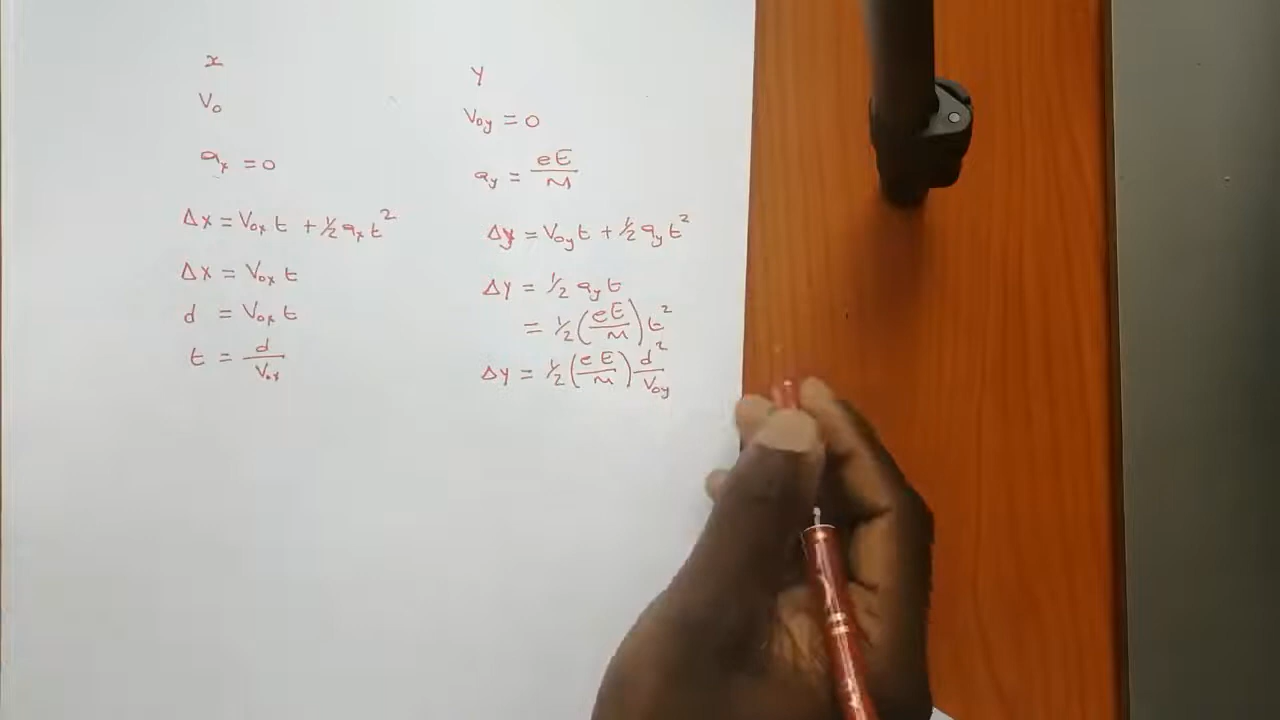 x
V₀
aₓ = 0
Δx = V₀ₓ t + ½ aₓ t²
Δx = V₀ₓ t
d = V₀ₓ t
t = d/V₀ₓ
y
V₀y = 0
ay = eE/m
Δy = V₀y t + ½ ay t²
Δy = ½ ay t
= ½ (eE/m) t²
Δy = ½ (eE/m) d²/V₀y